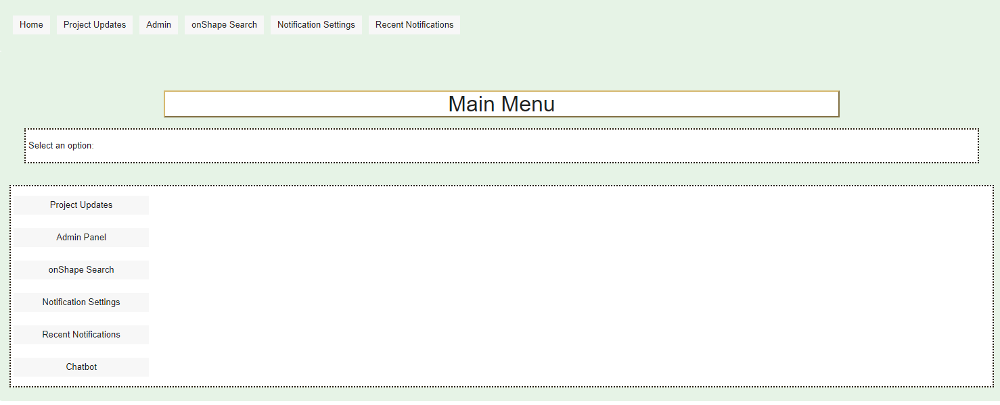 Home Project Updates Admin onShape Search Notification Settings Recent Notifications
Main Menu
Select an option:
Project Updates
Admin Panel
onShape Search
Notification Settings
Recent Notifications
Chatbot